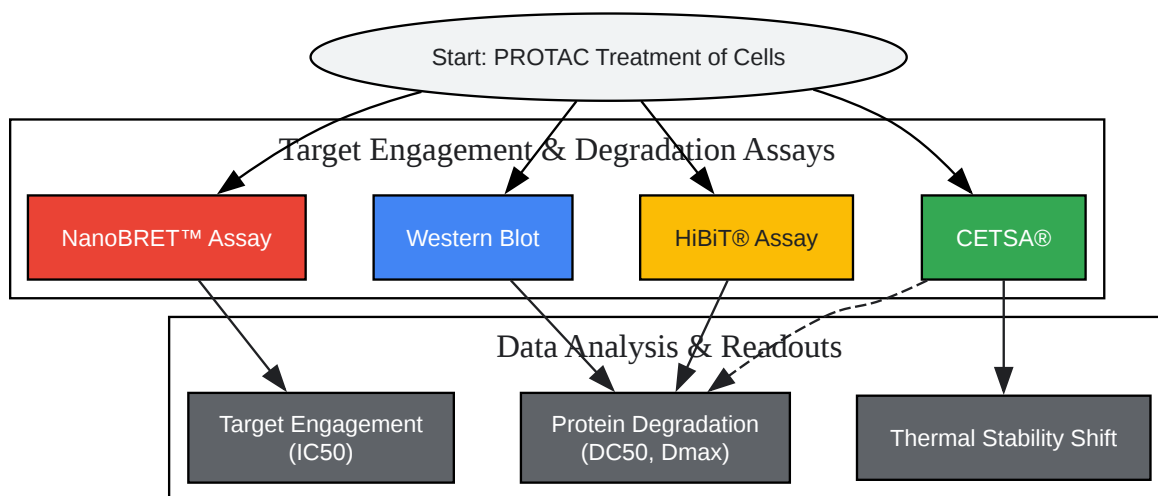 Start: PROTAC Treatment of Cells
Target Engagement & Degradation Assays
NanoBRET™ Assay
Western Blot
HiBiT® Assay
CETSA®
Data Analysis & Readouts
Target Engagement
(IC50)
Protein Degradation
(DC50, Dmax)
Thermal Stability Shift